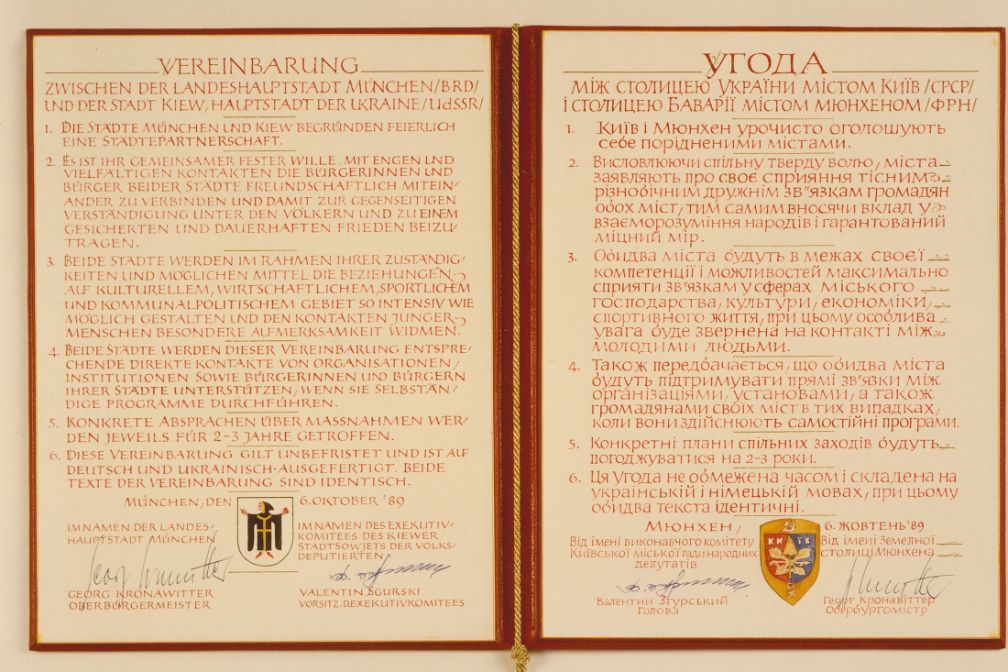 VEREINBARUNG
ZWISCHEN DER LANDESHAUPTSTADT MÜNCHEN/BRD/
UND DER STADT KIEW, HAUPTSTADT DER UKRAINE/UdSSR/
1. DIE STÄDTE MÜNCHEN UND KIEW BEGRÜNDEN FEIERLICH
EINE STÄDTEPARTNERSCHAFT.
2. ES IST IHR GEMEINSAMER FESTER WILLE, MIT ENGEN UND
VIELFÄLTIGEN KONTAKTEN DIE BÜRGERINNEN UND
BÜRGER BEIDER STÄDTE FREUNDSCHAFTLICH MITEIN-
ANDER ZU VERBINDEN UND DAMIT ZUR GEGENSEITIGEN
VERSTÄNDIGUNG UNTER DEN VÖLKERN UND ZU EINEM
GESICHERTEN UND DAUERHAFTEN FRIEDEN BEIZU-
TRAGEN.
3. BEIDE STÄDTE WERDEN IM RAHMEN IHRER ZUSTÄNDIG-
KEITEN UND MÖGLICHEN MITTEL DIE BEZIEHUNGEN
AUF KULTURELLEM, WIRTSCHAFTLICHEM, SPORTLICHEM
UND KOMMUNALPOLITISCHEM GEBIET SO INTENSIV WIE
MÖGLICH GESTALTEN UND DEN KONTAKTEN JUNGER
MENSCHEN BESONDERE AUFMERKSAMKEIT WIDMEN.
4. BEIDE STÄDTE WERDEN DIESER VEREINBARUNG ENTSPRE-
CHENDE DIREKTE KONTAKTE VON ORGANISATIONEN,
INSTITUTIONEN SOWIE BÜRGERINNEN UND BÜRGERN
IHRER STÄDTE UNTERSTÜTZEN, WENN SIE SELBSTÄN-
DIGE PROGRAMME DURCHFÜHREN.
5. KONKRETE ABSPRACHEN ÜBER MASSNAHMEN WER-
DEN JEWEILS FÜR 2-3 JAHRE GETROFFEN.
6. DIESE VEREINBARUNG GILT UNBEFRISTET UND IST AUF
DEUTSCH UND UKRAINISCH AUSGEFERTIGT. BEIDE
TEXTE DER VEREINBARUNG SIND IDENTISCH.
MÜNCHEN, DEN 6. OKTOBER '89
IM NAMEN DER LANDES-
HAUPTSTADT MÜNCHEN
GEORG KRONAWITTER
OBERBÜRGERMEISTER
IM NAMEN DES EXEKUTIV-
KOMITEES DES KIEWER
STADTSOWJETS DER VOLKS-
DEPUTIERTEN
VALENTIN SGURSKI
VORSITZ. D. EXEKUTIVKOMITEES
УГОДА
МІЖ СТОЛИЦЕЮ УКРАЇНИ МІСТОМ КИЇВ /СРСР/
І СТОЛИЦЕЮ БАВАРІЇ МІСТОМ МЮНХЕНОМ /ФРН/
1. КИЇВ І МЮНХЕН УРОЧИСТО ОГОЛОШУЮТЬ
СЕБЕ ПОРІДНЕНИМИ МІСТАМИ.
2. ВИСЛОВЛЮЮЧИ СПІЛЬНУ ТВЕРДУ ВОЛЮ, МІСТА
ЗАЯВЛЯЮТЬ ПРО СВОЄ СПРИЯННЯ ТІСНИМ
РІЗНОБІЧНИМ ДРУЖНІМ ЗВ"ЯЗКАМ ГРОМАДЯН
ОБОХ МІСТ, ТИМ САМИМ ВНОСЯЧИ ВКЛАД У
ВЗАЄМОРОЗУМІННЯ НАРОДІВ І ГАРАНТОВАНИЙ
МІЦНИЙ МІР.
3. ОБИДВА МІСТА БУДУТЬ В МЕЖАХ СВОЄЇ
КОМПЕТЕНЦІЇ І МОЖЛИВОСТЕЙ МАКСИМАЛЬНО
СПРИЯТИ ЗВ'ЯЗКАМ У СФЕРАХ МІСЬКОГО
ГОСПОДАРСТВА, КУЛЬТУРИ, ЕКОНОМІКИ,
СПОРТИВНОГО ЖИТТЯ, ПРИ ЦЬОМУ ОСОБЛИВА
УВАГА БУДЕ ЗВЕРНЕНА НА КОНТАКТІ МІЖ
МОЛОДИМИ ЛЮДЬМИ.
4. ТАКОЖ ПЕРЕДБАЧАЄТЬСЯ, ЩО ОБИДВА МІСТА
БУДУТЬ ПІДТРИМУВАТИ ПРЯМІ ЗВ'ЯЗКИ МІЖ
ОРГАНІЗАЦІЯМИ, УСТАНОВАМИ, А ТАКОЖ
ГРОМАДЯНАМИ СВОЇХ МІСТ В ТИХ ВИПАДКАХ,
КОЛИ ВОНИ ЗДІЙСНЮЮТЬ САМОСТІЙНІ ПРОГРАМИ.
5. КОНКРЕТНІ ПЛАНИ СПІЛЬНИХ ЗАХОДІВ БУДУТЬ
ПОГОДЖУВАТИСЯ НА 2-3 РОКИ.
6. ЦЯ УГОДА НЕ ОБМЕЖЕНА ЧАСОМ І СКЛАДЕНА НА
УКРАЇНСЬКІЙ І НІМЕЦЬКІЙ МОВАХ, ПРИ ЦЬОМУ
ОБИДВА ТЕКСТА ІДЕНТИЧНІ.
МЮНХЕН, 6. ЖОВТЕНЬ '89
ВІД ІМЕНІ ВИКОНАВЧОГО КОМІТЕТУ
КИЇВСЬКОЇ МІСЬКОЇ РАДИ НАРОДНИХ
ДЕПУТАТІВ
ВАЛЕНТИН ЗГУРСЬКИЙ
ГОЛОВА
КИЇВ
ВІД ІМЕНІ ЗЕМЕЛНОЇ
СТОЛИЦІ МЮНХЕНА
ГЕОРГ КРОНАВІТТЕР
ОБЕРБУРГОМІСТР